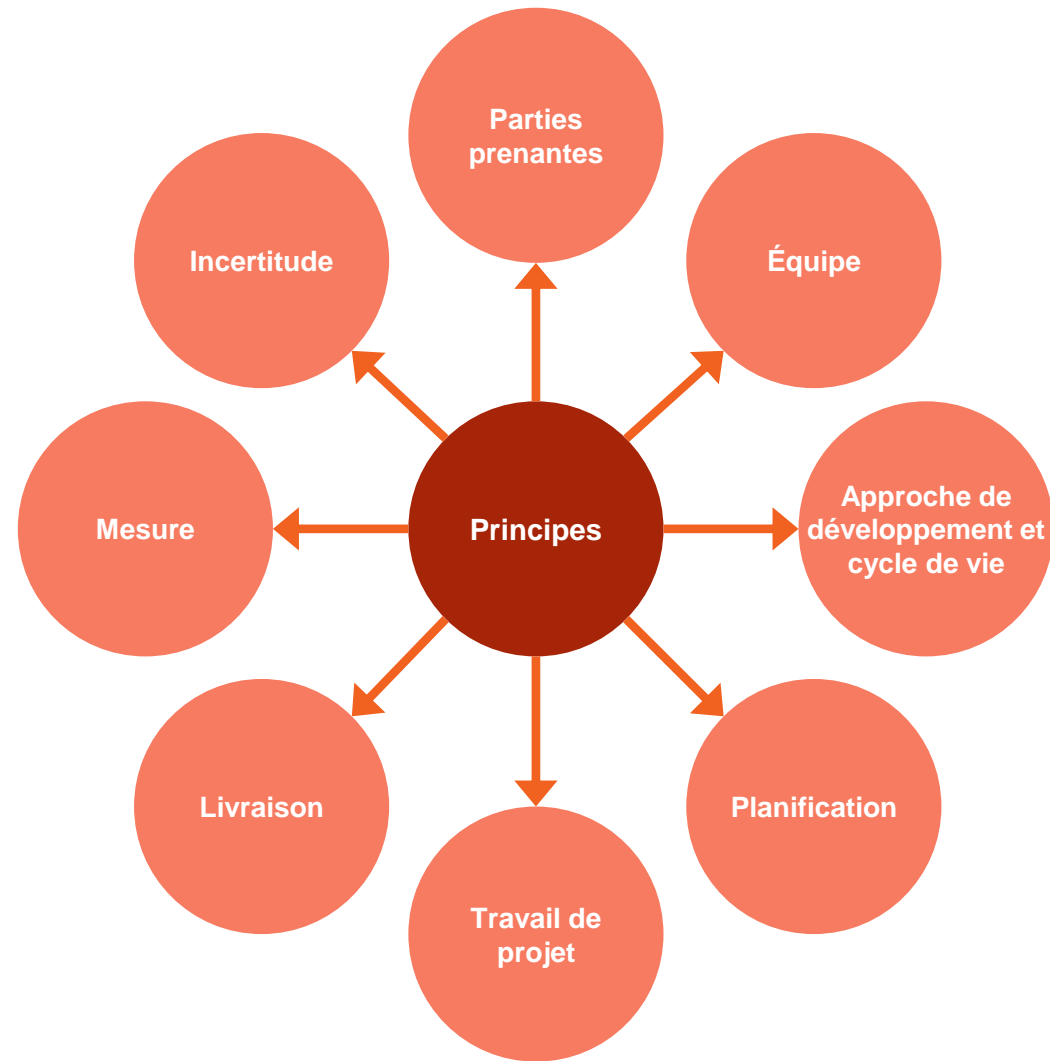 Parties
prenantes
Incertitude
Équipe
Mesure
Principes
Approche de
développement et
cycle de vie
Livraison
Planification
Travail de
projet